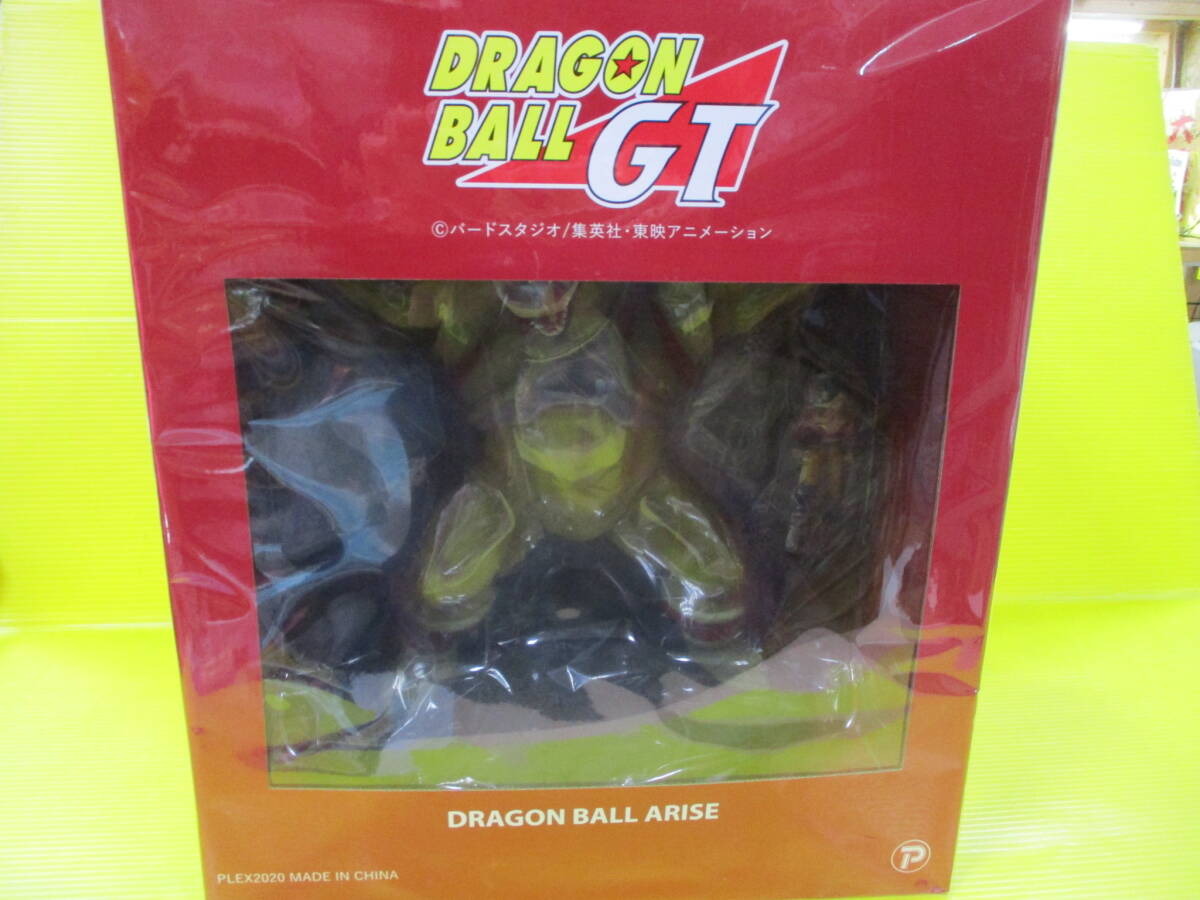 DRAGON
BALL GT
©バードスタジオ/集英社・東映アニメーション
DRAGON BALL ARISE
PLEX2020 MADE IN CHINA
P